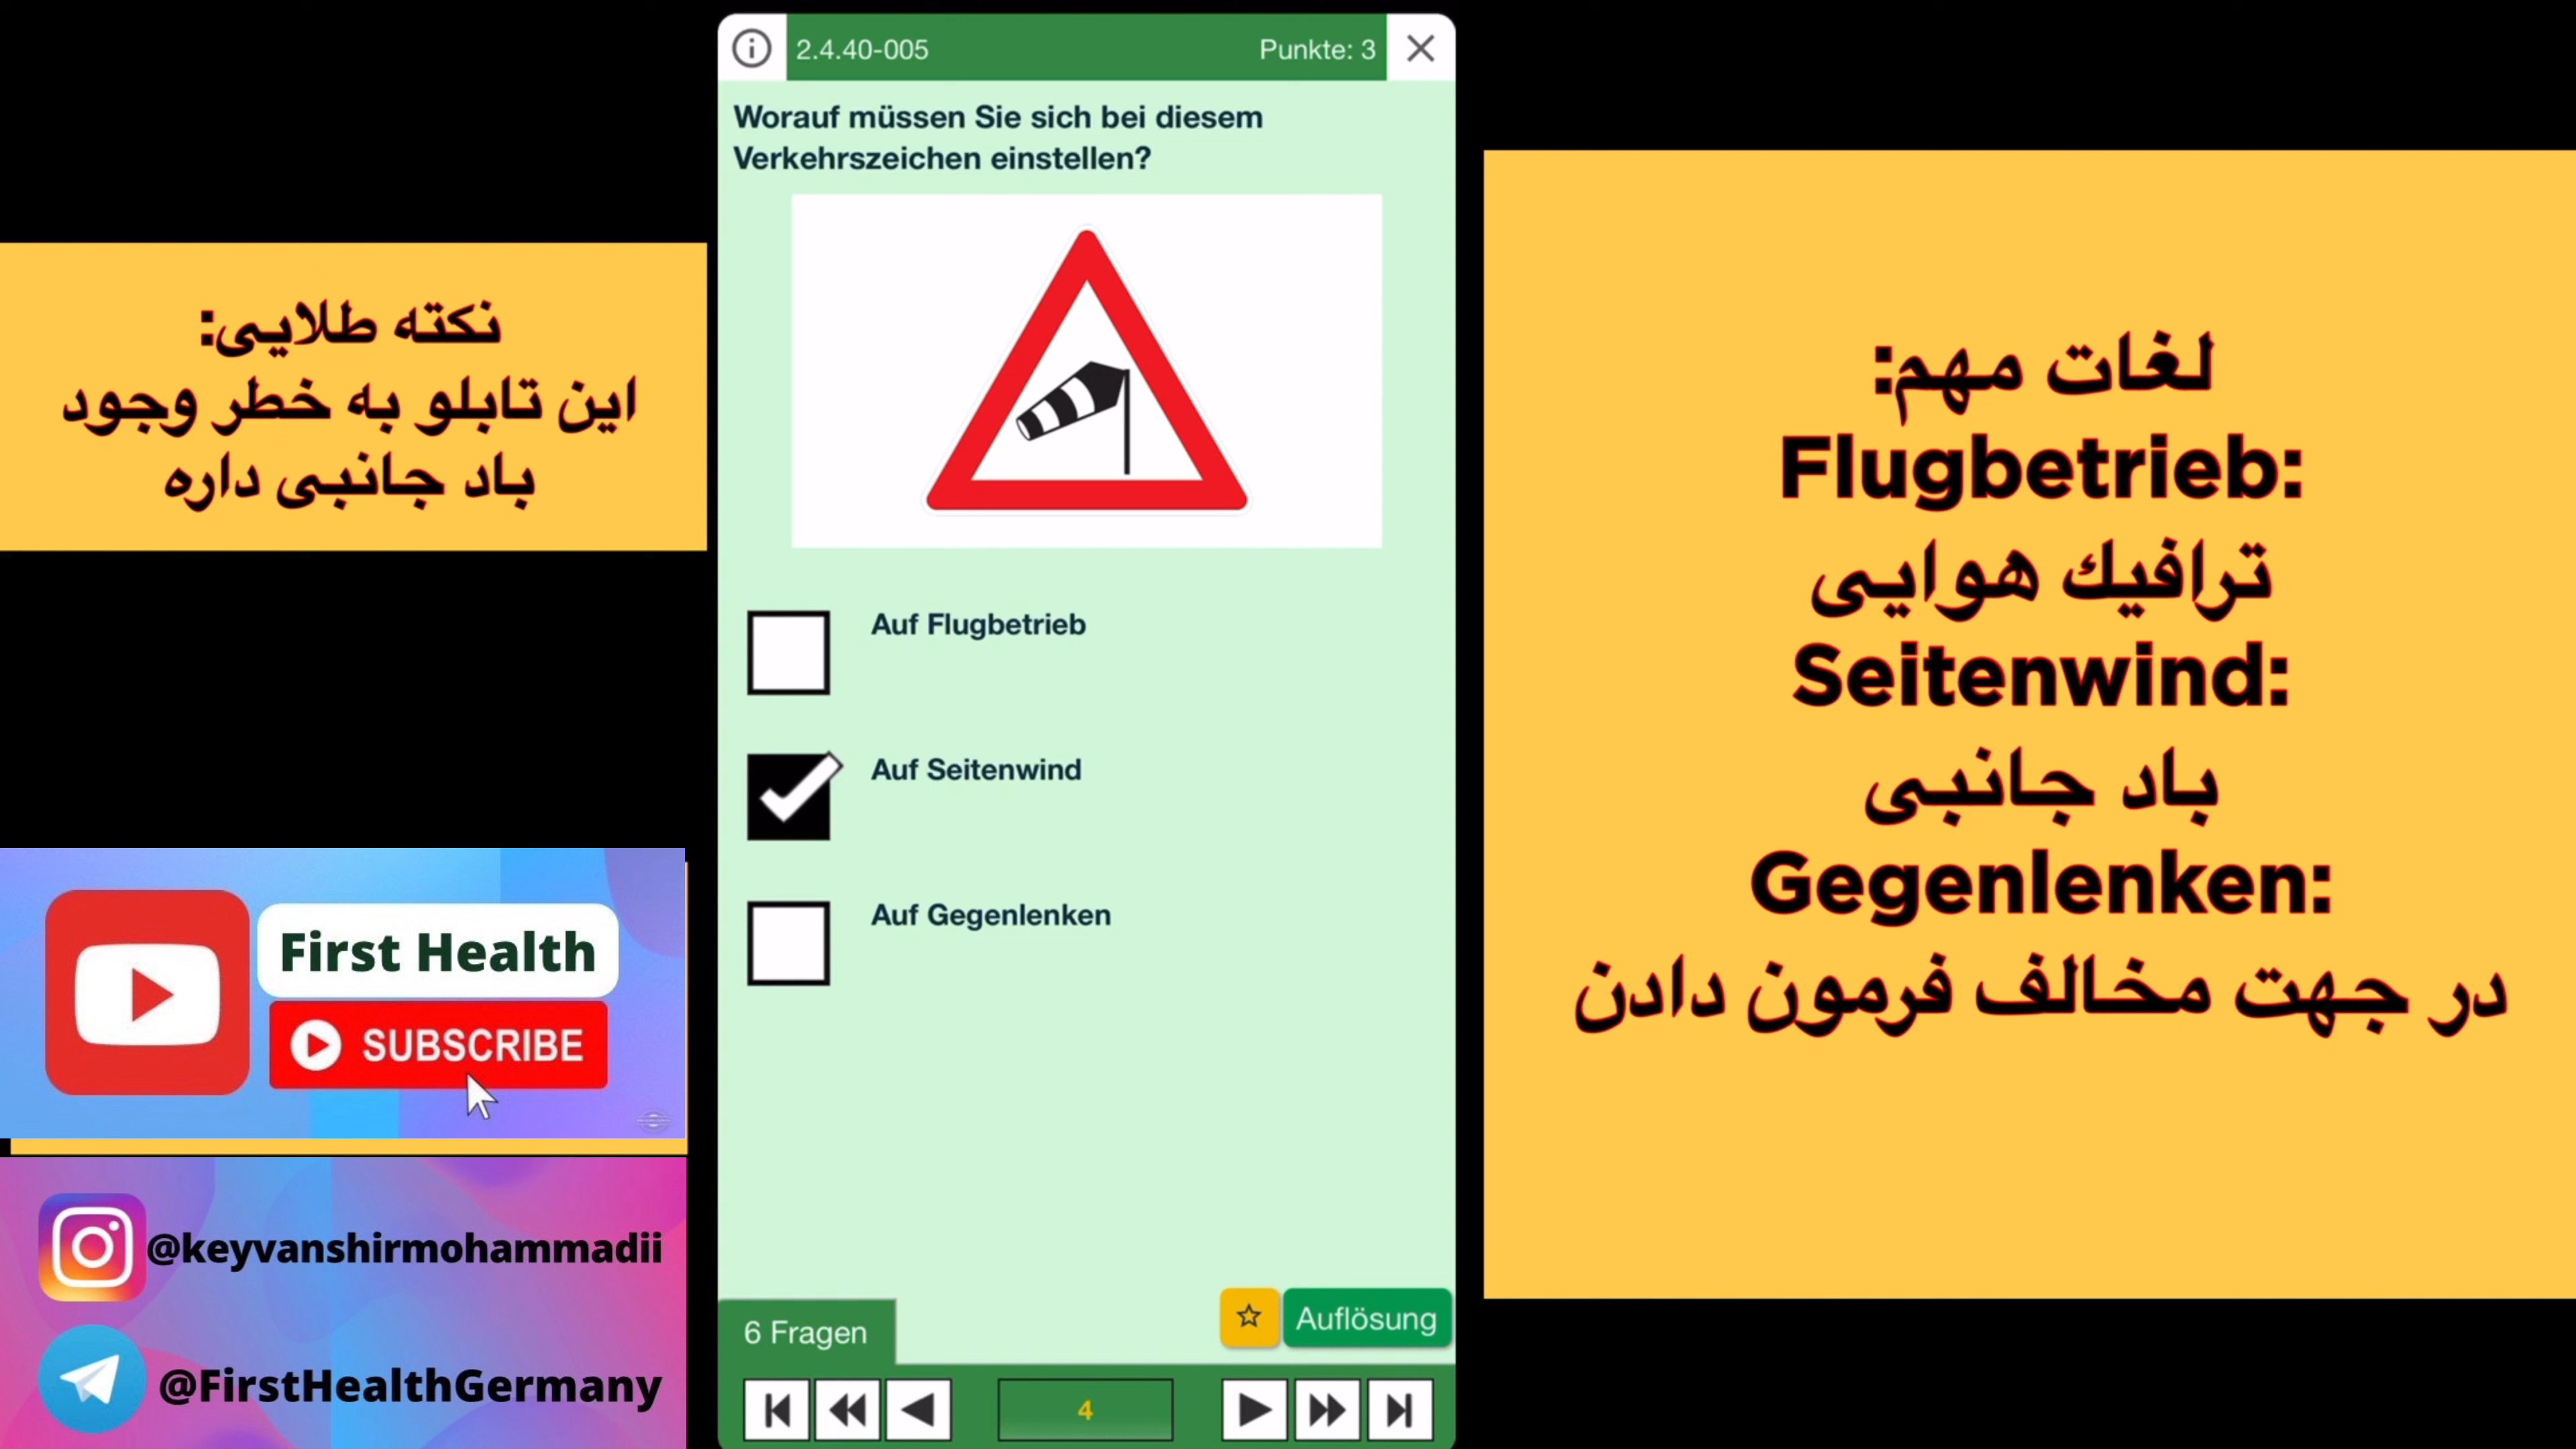 2.4.40-005
Punkte: 3
Worauf müssen Sie sich bei diesem
Verkehrszeichen einstellen?
Auf Flugbetrieb
Auf Seitenwind
Auf Gegenlenken
6 Fragen
Auflösung
4
نکته طلایی:
این تابلو به خطر وجود
باد جانبی داره
First Health
SUBSCRIBE
@keyvanshirmohammadii
@FirstHealthGermany
لغات مهم:
Flugbetrieb:
ترافيك هوایی
Seitenwind:
باد جانبی
Gegenlenken:
در جهت مخالف فرمون دادن